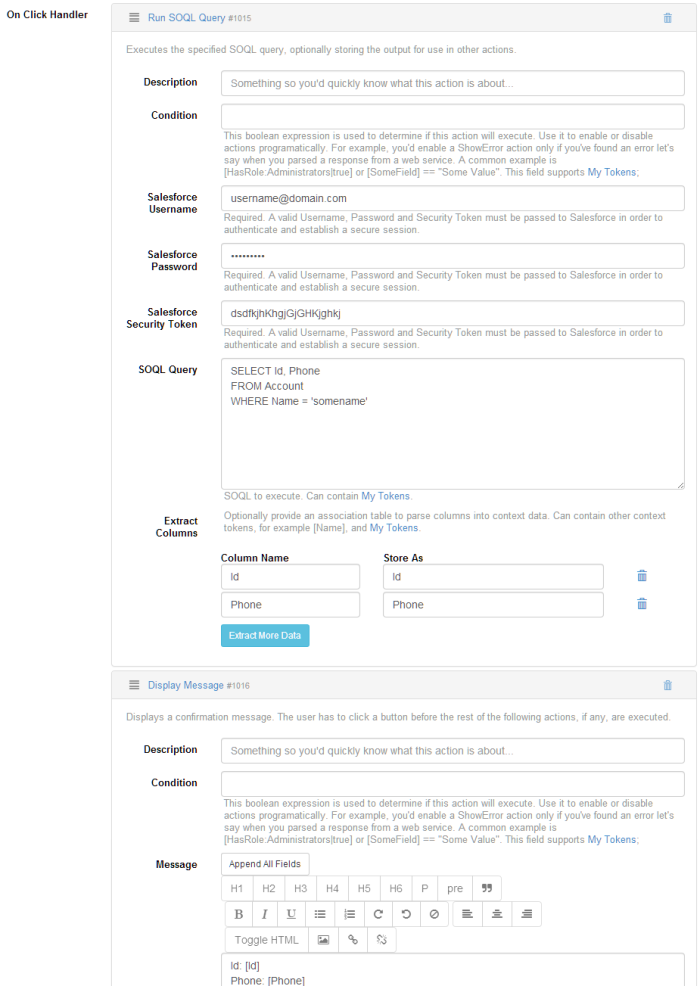 On Click Handler
Run SOQL Query #1015
Executes the specified SOQL query, optionally storing the output for use in other actions.
Description
Something so you'd quickly know what this action is about...
Condition
This boolean expression is used to determine if this action will execute. Use it to enable or disable
actions programatically. For example, you'd enable a ShowError action only if you've found an error let's
say when you parsed a response from a web service. A common example is
[HasRole:Administrators|true] or [SomeField] == "Some Value". This field supports My Tokens;
Salesforce
Username
username@domain.com
Required. A valid Username, Password and Security Token must be passed to Salesforce in order to
authenticate and establish a secure session.
Salesforce
Password
•••••••••
Required. A valid Username, Password and Security Token must be passed to Salesforce in order to
authenticate and establish a secure session.
Salesforce
Security Token
dsdfkjhKhgjGjGHKjghkj
Required. A valid Username, Password and Security Token must be passed to Salesforce in order to
authenticate and establish a secure session.
SOQL Query
SELECT Id, Phone
FROM Account
WHERE Name = 'somename'
SOQL to execute. Can contain My Tokens.
Extract
Columns
Optionally provide an association table to parse columns into context data. Can contain other context
tokens, for example [Name], and My Tokens.
Column Name Store As
Id Id
Phone Phone
Extract More Data
Display Message #1016
Displays a confirmation message. The user has to click a button before the rest of the following actions, if any, are executed.
Description
Something so you'd quickly know what this action is about...
Condition
This boolean expression is used to determine if this action will execute. Use it to enable or disable
actions programatically. For example, you'd enable a ShowError action only if you've found an error let's
say when you parsed a response from a web service. A common example is
[HasRole:Administrators|true] or [SomeField] == "Some Value". This field supports My Tokens;
Message
Append All Fields
H1 H2 H3 H4 H5 H6 P pre
B I U
Toggle HTML
Id: [Id]
Phone: [Phone]